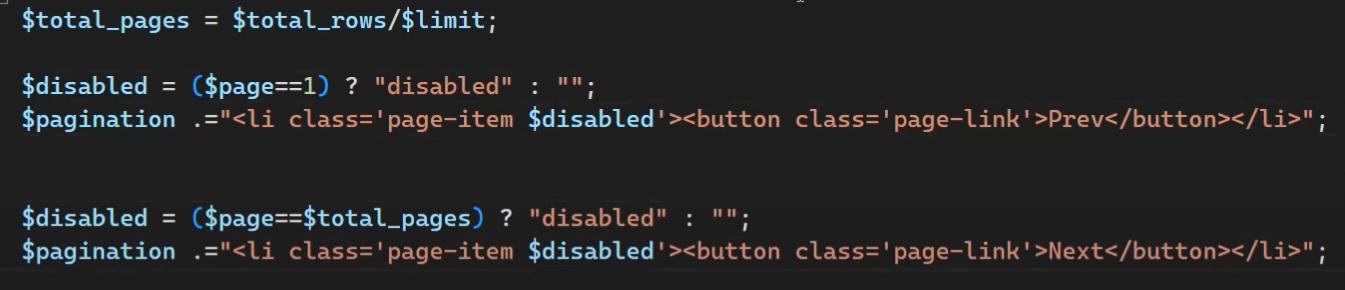 $total_pages = $total_rows/$limit;
$disabled = ($page==1) ? "disabled" : "";
$pagination .="<li class='page-item $disabled'><button class='page-link'>Prev</button></li>";
$disabled = ($page==$total_pages) ? "disabled" : "";
$pagination .="<li class='page-item $disabled'><button class='page-link'>Next</button></li>";